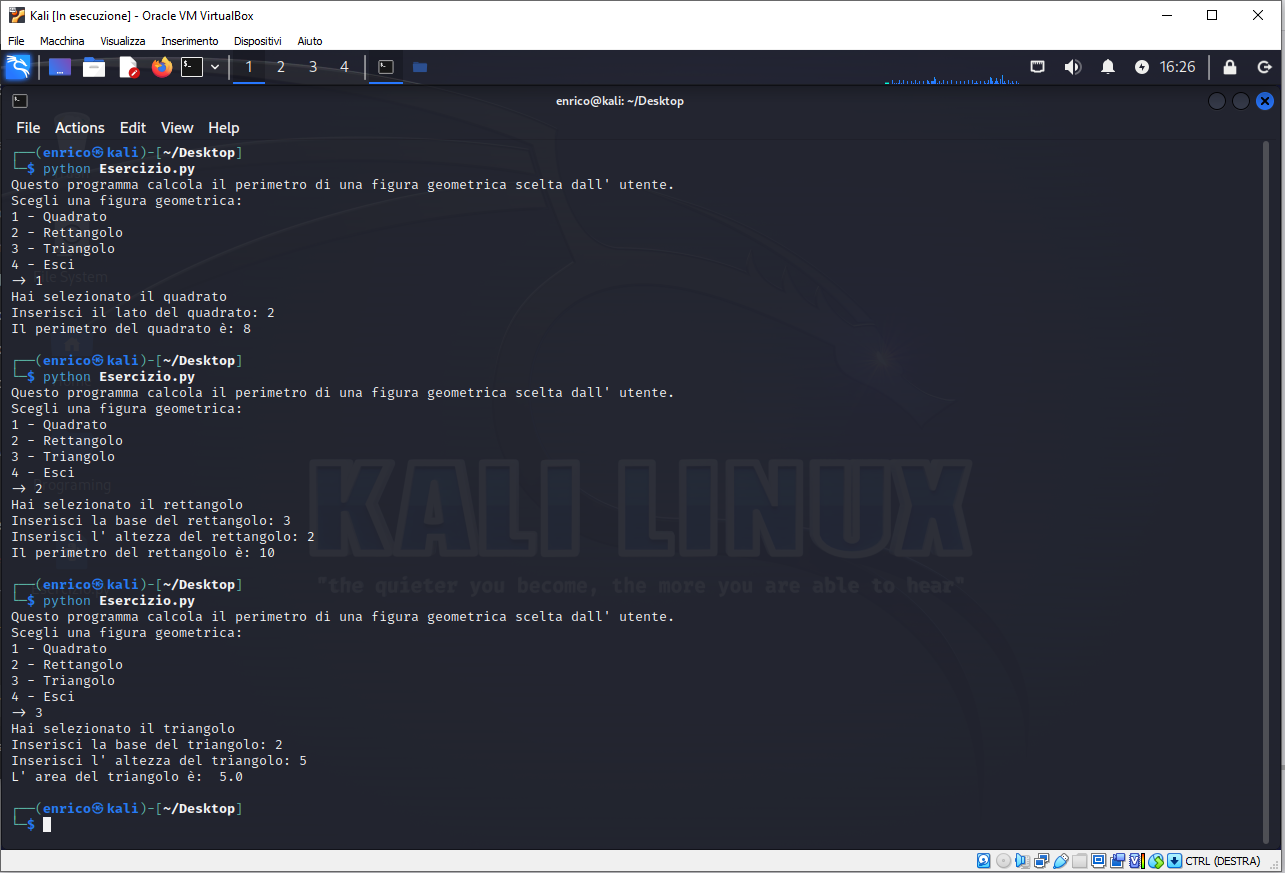 Kali [In esecuzione] - Oracle VM VirtualBox
File Macchina Visualizza Inserimento Dispositivi Aiuto
1 2 3 4 16:26
enrico@kali: ~/Desktop
File Actions Edit View Help
┌──(enrico㉿kali)-[~/Desktop]
└─$ python Esercizio.py
Questo programma calcola il perimetro di una figura geometrica scelta dall' utente.
Scegli una figura geometrica:
1 - Quadrato
2 - Rettangolo
3 - Triangolo
4 - Esci
→ 1
Hai selezionato il quadrato
Inserisci il lato del quadrato: 2
Il perimetro del quadrato è: 8
┌──(enrico㉿kali)-[~/Desktop]
└─$ python Esercizio.py
Questo programma calcola il perimetro di una figura geometrica scelta dall' utente.
Scegli una figura geometrica:
1 - Quadrato
2 - Rettangolo
3 - Triangolo
4 - Esci
→ 2
Hai selezionato il rettangolo
Inserisci la base del rettangolo: 3
Inserisci l' altezza del rettangolo: 2
Il perimetro del rettangolo è: 10
KALI LINUX
"the quieter you become, the more you are able to hear"
┌──(enrico㉿kali)-[~/Desktop]
└─$ python Esercizio.py
Questo programma calcola il perimetro di una figura geometrica scelta dall' utente.
Scegli una figura geometrica:
1 - Quadrato
2 - Rettangolo
3 - Triangolo
4 - Esci
→ 3
Hai selezionato il triangolo
Inserisci la base del triangolo: 2
Inserisci l' altezza del triangolo: 5
L' area del triangolo è:  5.0
┌──(enrico㉿kali)-[~/Desktop]
└─$
CTRL (DESTRA)